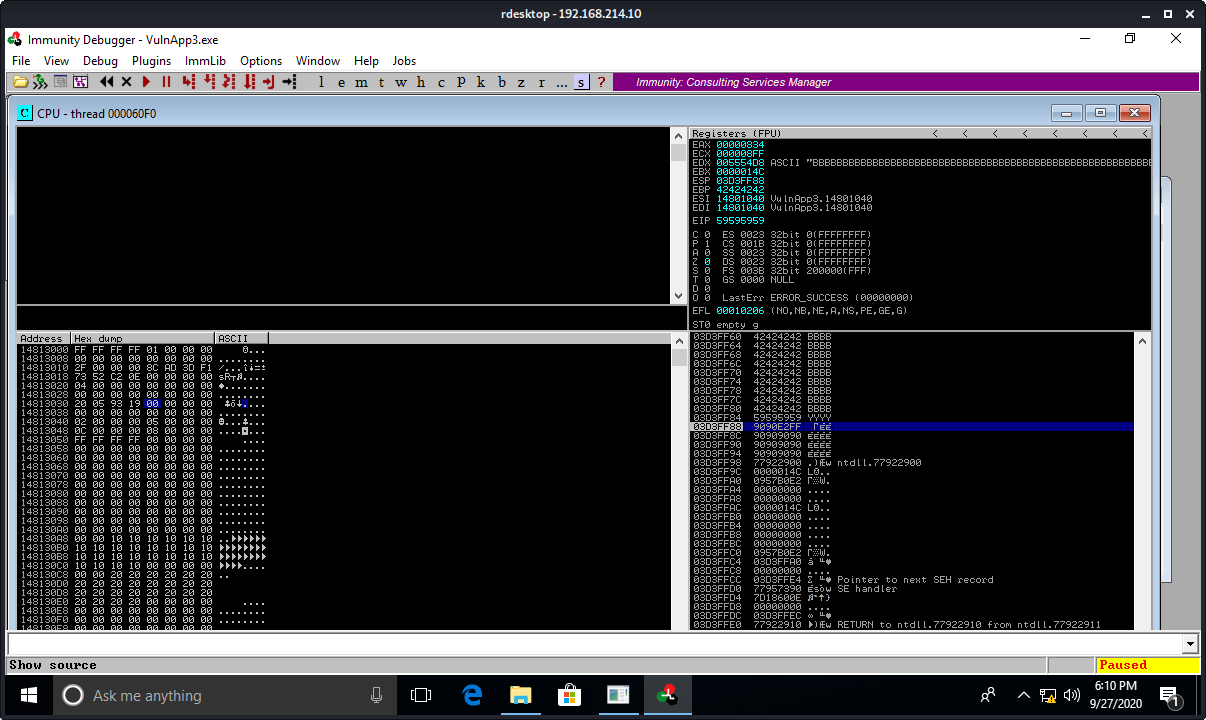 rdesktop - 192.168.214.10
Immunity Debugger - VulnApp3.exe
File View Debug Plugins ImmLib Options Window Help Jobs
l e m t w h c P k b z r ... s ?
Immunity: Consulting Services Manager
C CPU - thread 000060F0
Registers (FPU) < < < < < < < <
EAX 00000834
ECX 000008FF
EDX 005554D8 ASCII "BBBBBBBBBBBBBBBBBBBBBBBBBBBBBBBBBBBBBBBBBBBBBBBBBBBBBBBB
EBX 0000014C
ESP 03D3FF88
EBP 42424242
ESI 14801040 VulnApp3.14801040
EDI 14801040 VulnApp3.14801040
EIP 59595959
C 0 ES 0023 32bit 0(FFFFFFFF)
P 1 CS 001B 32bit 0(FFFFFFFF)
A 0 SS 0023 32bit 0(FFFFFFFF)
Z 0 DS 0023 32bit 0(FFFFFFFF)
S 0 FS 003B 32bit 200000(FFF)
T 0 GS 0000 NULL
D 0
O 0 LastErr ERROR_SUCCESS (00000000)
EFL 00010206 (NO,NB,NE,A,NS,PE,GE,G)
ST0 empty g
Address Hex dump ASCII
14813000 FF FF FF FF 01 00 00 00
14813008 00 00 00 00 00 00 00 00 ........
14813010 2F 00 00 00 8C AD 3D F1
14813018 73 52 C2 0E 00 00 00 00
14813020 04 00 00 00 00 00 00 00
14813028 00 00 00 00 00 00 00 00 ........
14813030 20 05 93 19 00 00 00 00
14813038 00 00 00 00 00 00 00 00 ........
14813040 02 00 00 00 05 00 00 00
14813048 0C 00 00 00 08 00 00 00
14813050 FF FF FF FF 00 00 00 00 ....
14813058 00 00 00 00 00 00 00 00 ........
14813060 00 00 00 00 00 00 00 00 ........
14813068 00 00 00 00 00 00 00 00 ........
14813070 00 00 00 00 00 00 00 00 ........
14813078 00 00 00 00 00 00 00 00 ........
14813080 00 00 00 00 00 00 00 00 ........
14813088 00 00 00 00 00 00 00 00 ........
14813090 00 00 00 00 00 00 00 00 ........
14813098 00 00 00 00 00 00 00 00 ........
148130A0 00 00 00 00 00 00 00 00 ........
148130A8 00 00 10 10 10 10 10 10
148130B0 10 10 10 10 10 10 10 10
148130B8 10 10 10 10 10 10 10 10
148130C0 10 10 10 10 00 00 00 00
148130C8 00 00 20 20 20 20 20 20 ..
148130D0 20 20 20 20 20 20 20 20
148130D8 20 20 20 20 20 20 20 20
148130E0 20 20 20 20 00 00 00 00 ....
148130E8 00 00 00 00 00 00 00 00 ........
148130F0 00 00 00 00 00 00 00 00 ........
03D3FF60 42424242 BBBB
03D3FF64 42424242 BBBB
03D3FF68 42424242 BBBB
03D3FF6C 42424242 BBBB
03D3FF70 42424242 BBBB
03D3FF74 42424242 BBBB
03D3FF78 42424242 BBBB
03D3FF7C 42424242 BBBB
03D3FF80 42424242 BBBB
03D3FF84 59595959 YYYY
03D3FF88 9090E2FF ΓÉÉ
03D3FF8C 90909090 ÉÉÉÉ
03D3FF90 90909090 ÉÉÉÉ
03D3FF94 90909090 ÉÉÉÉ
03D3FF98 77922900 .)Æw ntdll.77922900
03D3FF9C 0000014C L0..
03D3FFA0 0957B0E2 Γ░W.
03D3FFA4 00000000 ....
03D3FFA8 00000000 ....
03D3FFAC 0000014C L0..
03D3FFB0 00000000 ....
03D3FFB4 00000000 ....
03D3FFB8 00000000 ....
03D3FFBC 00000000 ....
03D3FFC0 0957B0E2 Γ░W.
03D3FFC4 03D3FFA0
03D3FFC8 00000000 ....
03D3FFCC 03D3FFE4 Pointer to next SEH record
03D3FFD0 77957390 SE handler
03D3FFD4 7D18600E
03D3FFD8 00000000 ....
03D3FFDC 03D3FFEC
03D3FFE0 77922910 RETURN to ntdll.77922910 from ntdll.77922911
Show source
Paused
Ask me anything
6:10 PM
9/27/2020
1